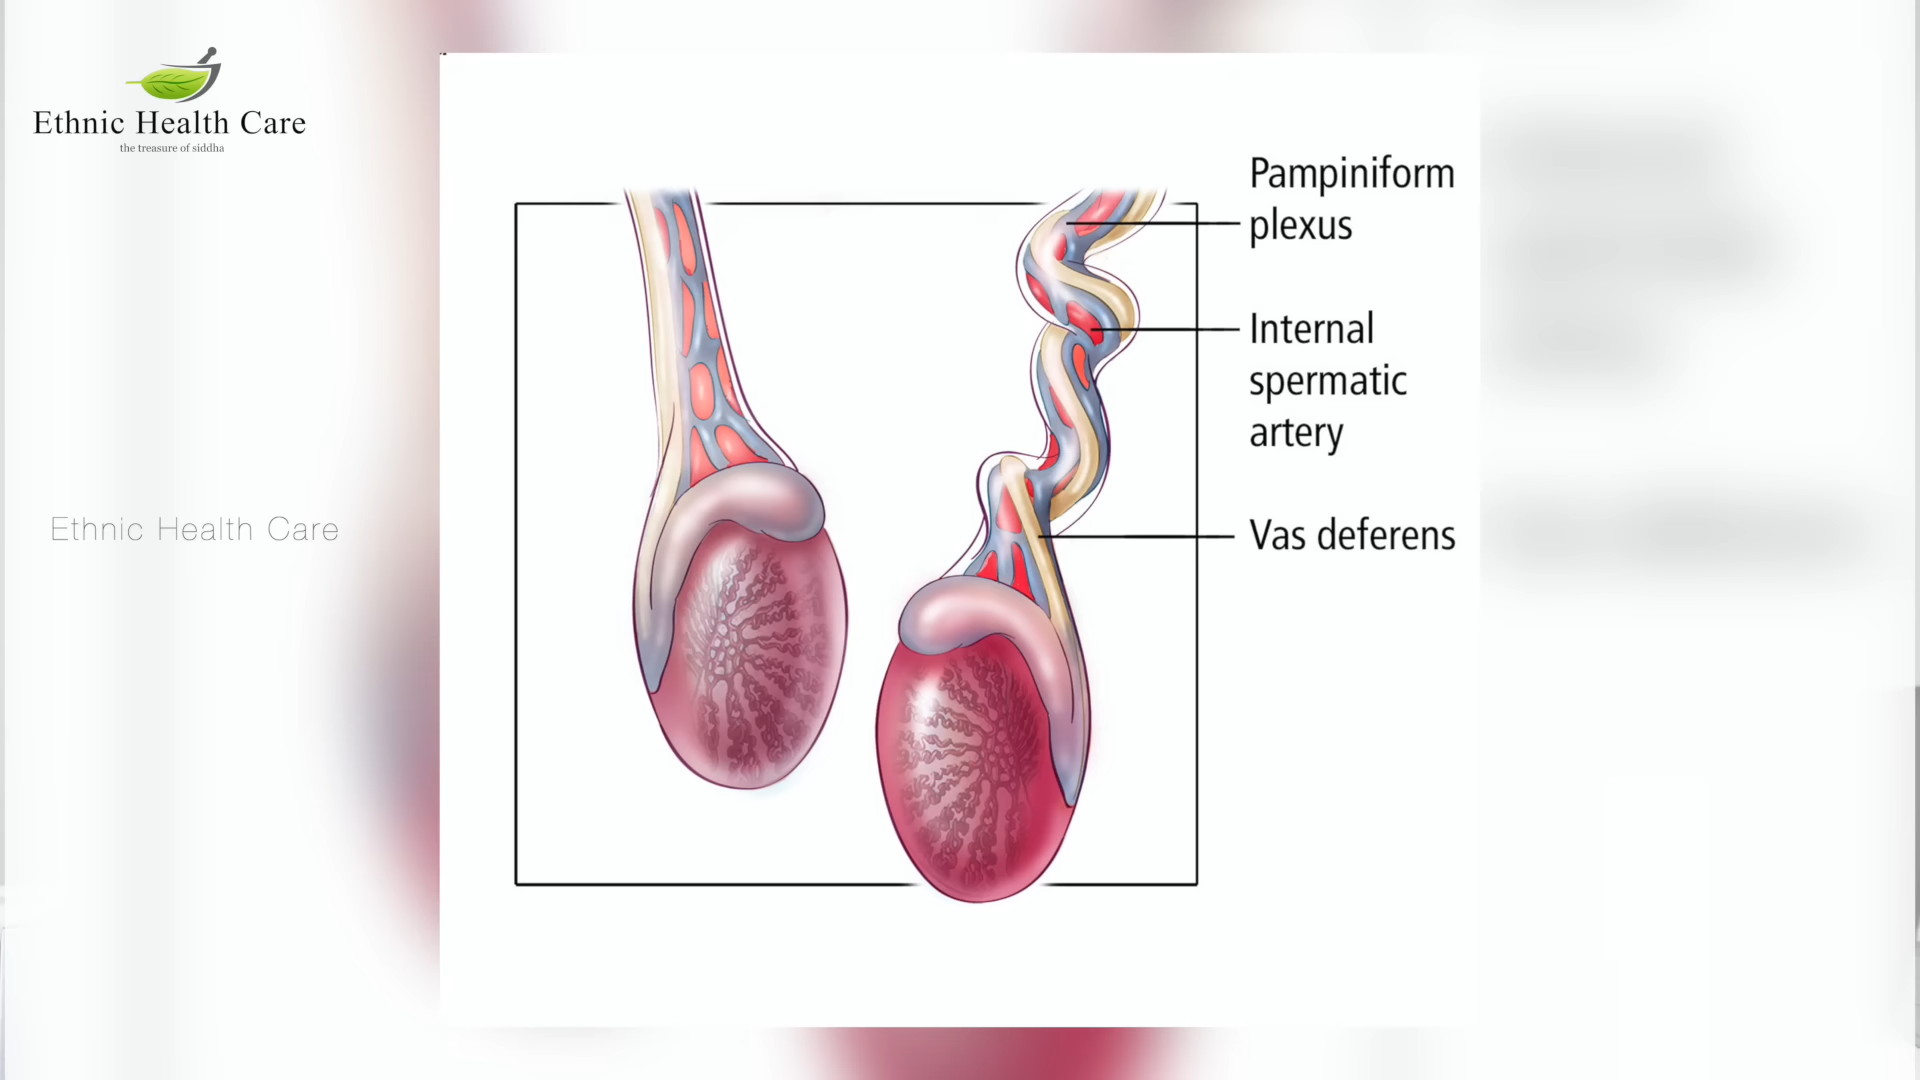 Ethnic Health Care
the treasure of siddha
Pampiniform
plexus
Internal
spermatic
artery
Vas deferens
Ethnic Health Care